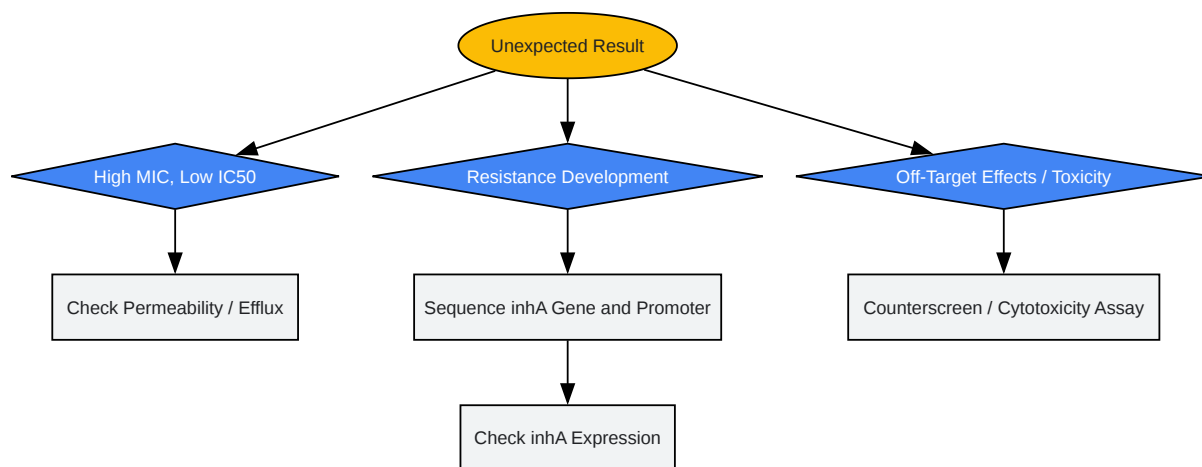 Unexpected Result
High MIC, Low IC50
Resistance Development
Off-Target Effects / Toxicity
Check Permeability / Efflux
Sequence inhA Gene and Promoter
Counterscreen / Cytotoxicity Assay
Check inhA Expression